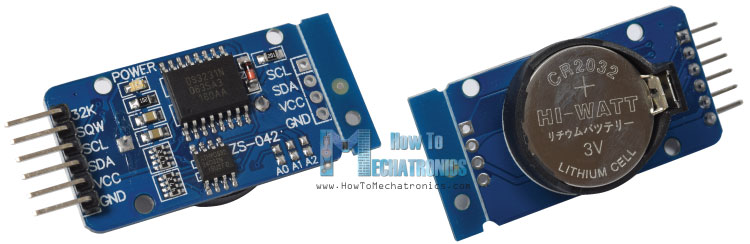 POWER
DS3231N
32K
SQW
SCL
SDA
VCC
GND
SCL
SDA
VCC
GND
ZS-042
A0 A1 A2
How To
MECHATRONICS
www.HowToMechatronics.com
CR2032
+
HI-WATT
リチウムバッテリー
3V
LITHIUM CELL